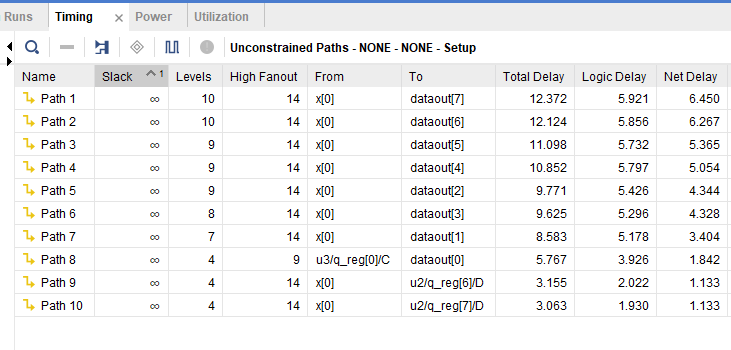 Runs Timing × Power Utilization
Unconstrained Paths - NONE - NONE - Setup
Name Slack ^1 Levels High Fanout From To Total Delay Logic Delay Net Delay
Path 1 ∞ 10 14 x[0] dataout[7] 12.372 5.921 6.450
Path 2 ∞ 10 14 x[0] dataout[6] 12.124 5.856 6.267
Path 3 ∞ 9 14 x[0] dataout[5] 11.098 5.732 5.365
Path 4 ∞ 9 14 x[0] dataout[4] 10.852 5.797 5.054
Path 5 ∞ 9 14 x[0] dataout[2] 9.771 5.426 4.344
Path 6 ∞ 8 14 x[0] dataout[3] 9.625 5.296 4.328
Path 7 ∞ 7 14 x[0] dataout[1] 8.583 5.178 3.404
Path 8 ∞ 4 9 u3/q_reg[0]/C dataout[0] 5.767 3.926 1.842
Path 9 ∞ 4 14 x[0] u2/q_reg[6]/D 3.155 2.022 1.133
Path 10 ∞ 4 14 x[0] u2/q_reg[7]/D 3.063 1.930 1.133